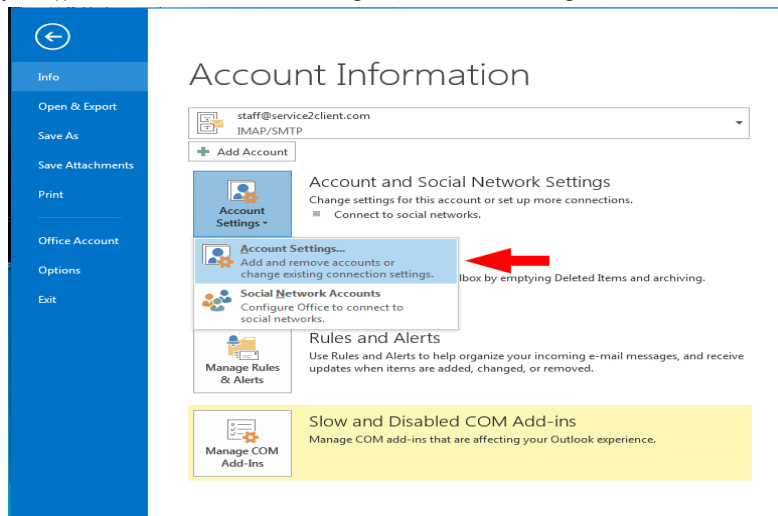 Info
Open & Export
Save As
Save Attachments
Print
Office Account
Options
Exit
Account Information
staff@service2client.com
IMAP/SMTP
Add Account
Account
Settings
Account and Social Network Settings
Change settings for this account or set up more connections.
Connect to social networks.
Account Settings...
Add and remove accounts or
change existing connection settings.
by emptying Deleted Items and archiving.
Social Network Accounts
Configure Office to connect to
social networks.
Manage Rules
& Alerts
Rules and Alerts
Use Rules and Alerts to help organize your incoming e-mail messages, and receive
updates when items are added, changed, or removed.
Manage COM
Add-Ins
Slow and Disabled COM Add-ins
Manage COM add-ins that are affecting your Outlook experience.